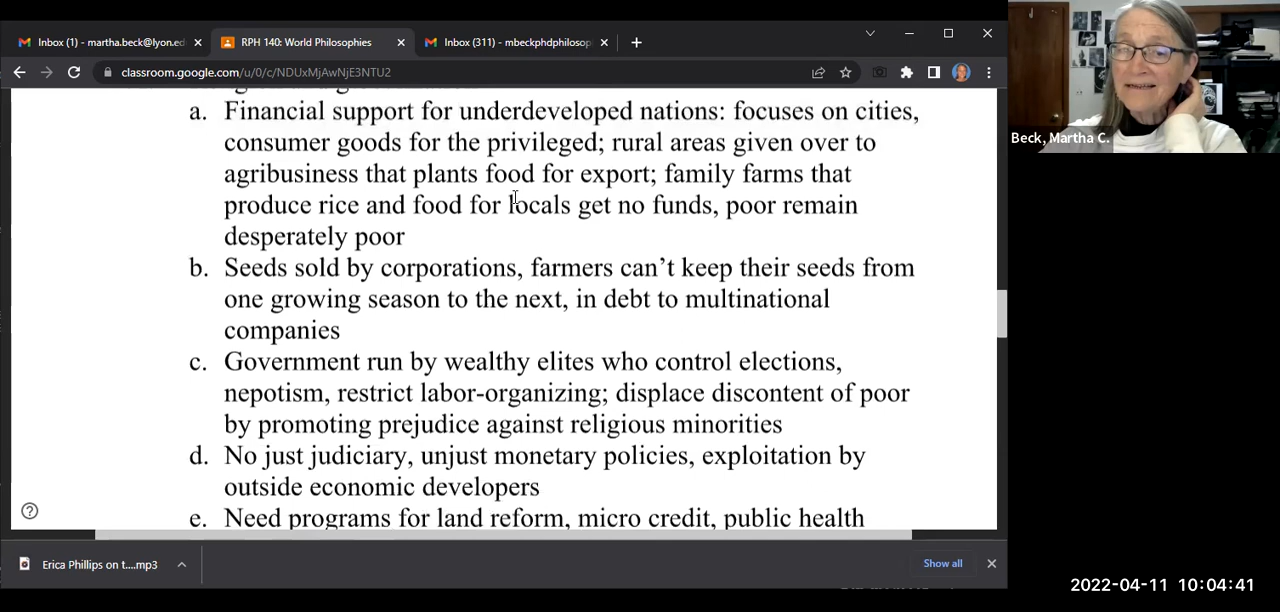 Inbox (1) - martha.beck@lyon.ed
RPH 140: World Philosophies
Inbox (311) - mbeckphdphilosop
classroom.google.com/u/0/c/NDUxMjAwNjE3NTU2
Beck, Martha C.
a. Financial support for underdeveloped nations: focuses on cities,
consumer goods for the privileged; rural areas given over to
agribusiness that plants food for export; family farms that
produce rice and food for locals get no funds, poor remain
desperately poor
b. Seeds sold by corporations, farmers can't keep their seeds from
one growing season to the next, in debt to multinational
companies
c. Government run by wealthy elites who control elections,
nepotism, restrict labor-organizing; displace discontent of poor
by promoting prejudice against religious minorities
d. No just judiciary, unjust monetary policies, exploitation by
outside economic developers
e. Need programs for land reform, micro credit, public health
Erica Phillips on t....mp3
Show all
2022-04-11 10:04:41